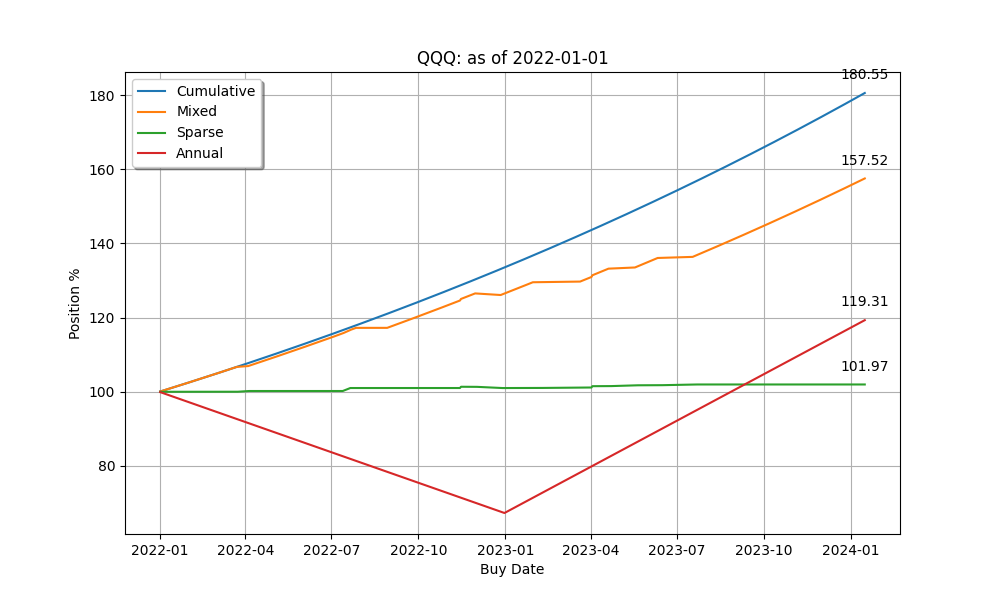 QQQ: as of 2022-01-01
180.55
180
Cumulative
Mixed
Sparse
Annual
160
157.52
140
120
119.31
100
101.97
80
Position %
2022-01 2022-04 2022-07 2022-10 2023-01 2023-04 2023-07 2023-10 2024-01
Buy Date